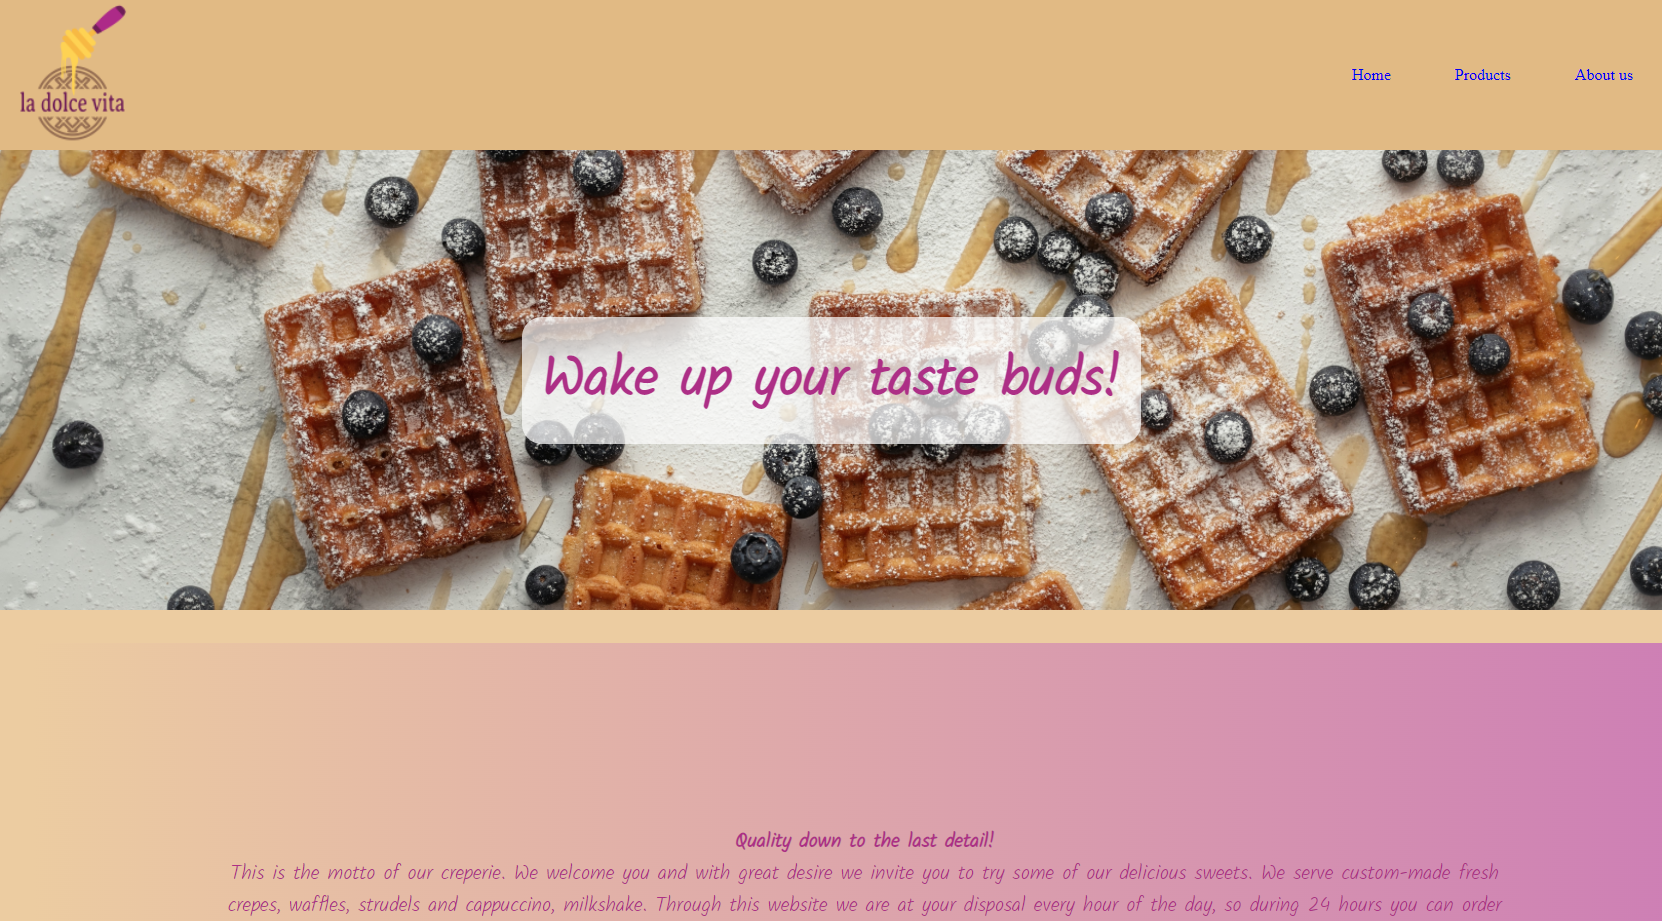 la dolce vita
Home Products About us
Wake up your taste buds!
Quality down to the last detail!
This is the motto of our creperie. We welcome you and with great desire we invite you to try some of our delicious sweets. We serve custom-made fresh
crepes, waffles, strudels and cappuccino, milkshake. Through this website we are at your disposal every hour of the day, so during 24 hours you can order